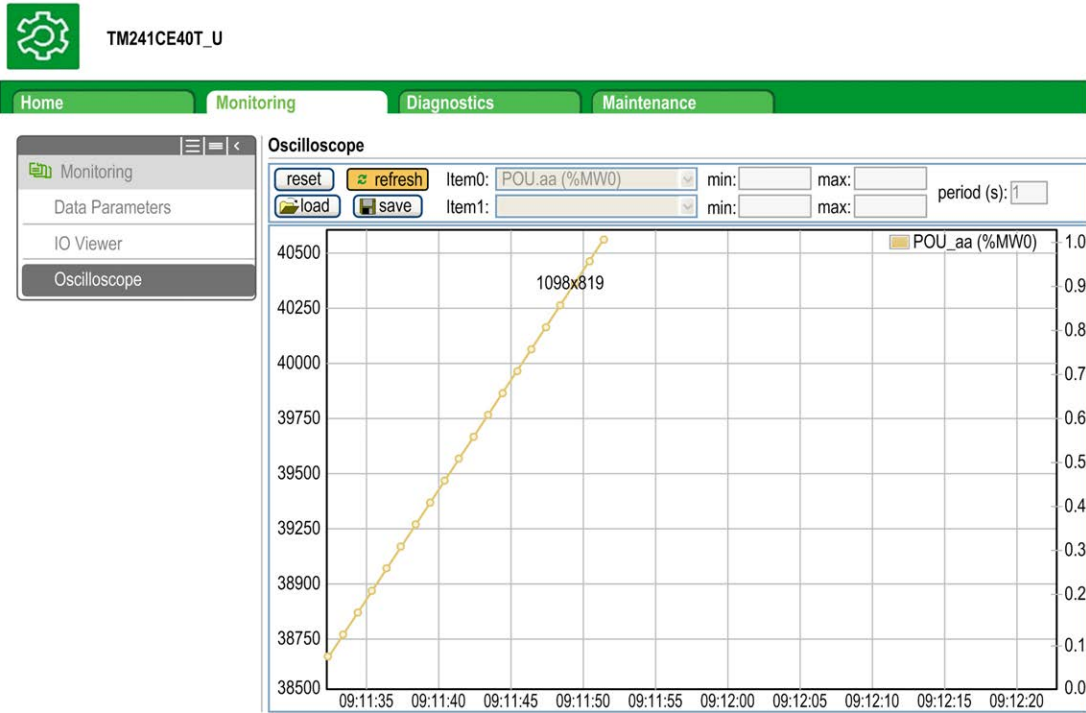 TM241CE40T_U
Home Monitoring Diagnostics Maintenance
Monitoring
Data Parameters
IO Viewer
Oscilloscope
Oscilloscope
reset refresh Item0: POU.aa (%MW0) min: max: period (s): 1
load save Item1: min: max:
POU_aa (%MW0)
1098x819
40500
40250
40000
39750
39500
39250
38900
38750
38500
1.0
0.9
0.8
0.7
0.6
0.5
0.4
0.3
0.2
0.1
0.0
09:11:35 09:11:40 09:11:45 09:11:50 09:11:55 09:12:00 09:12:05 09:12:10 09:12:15 09:12:20